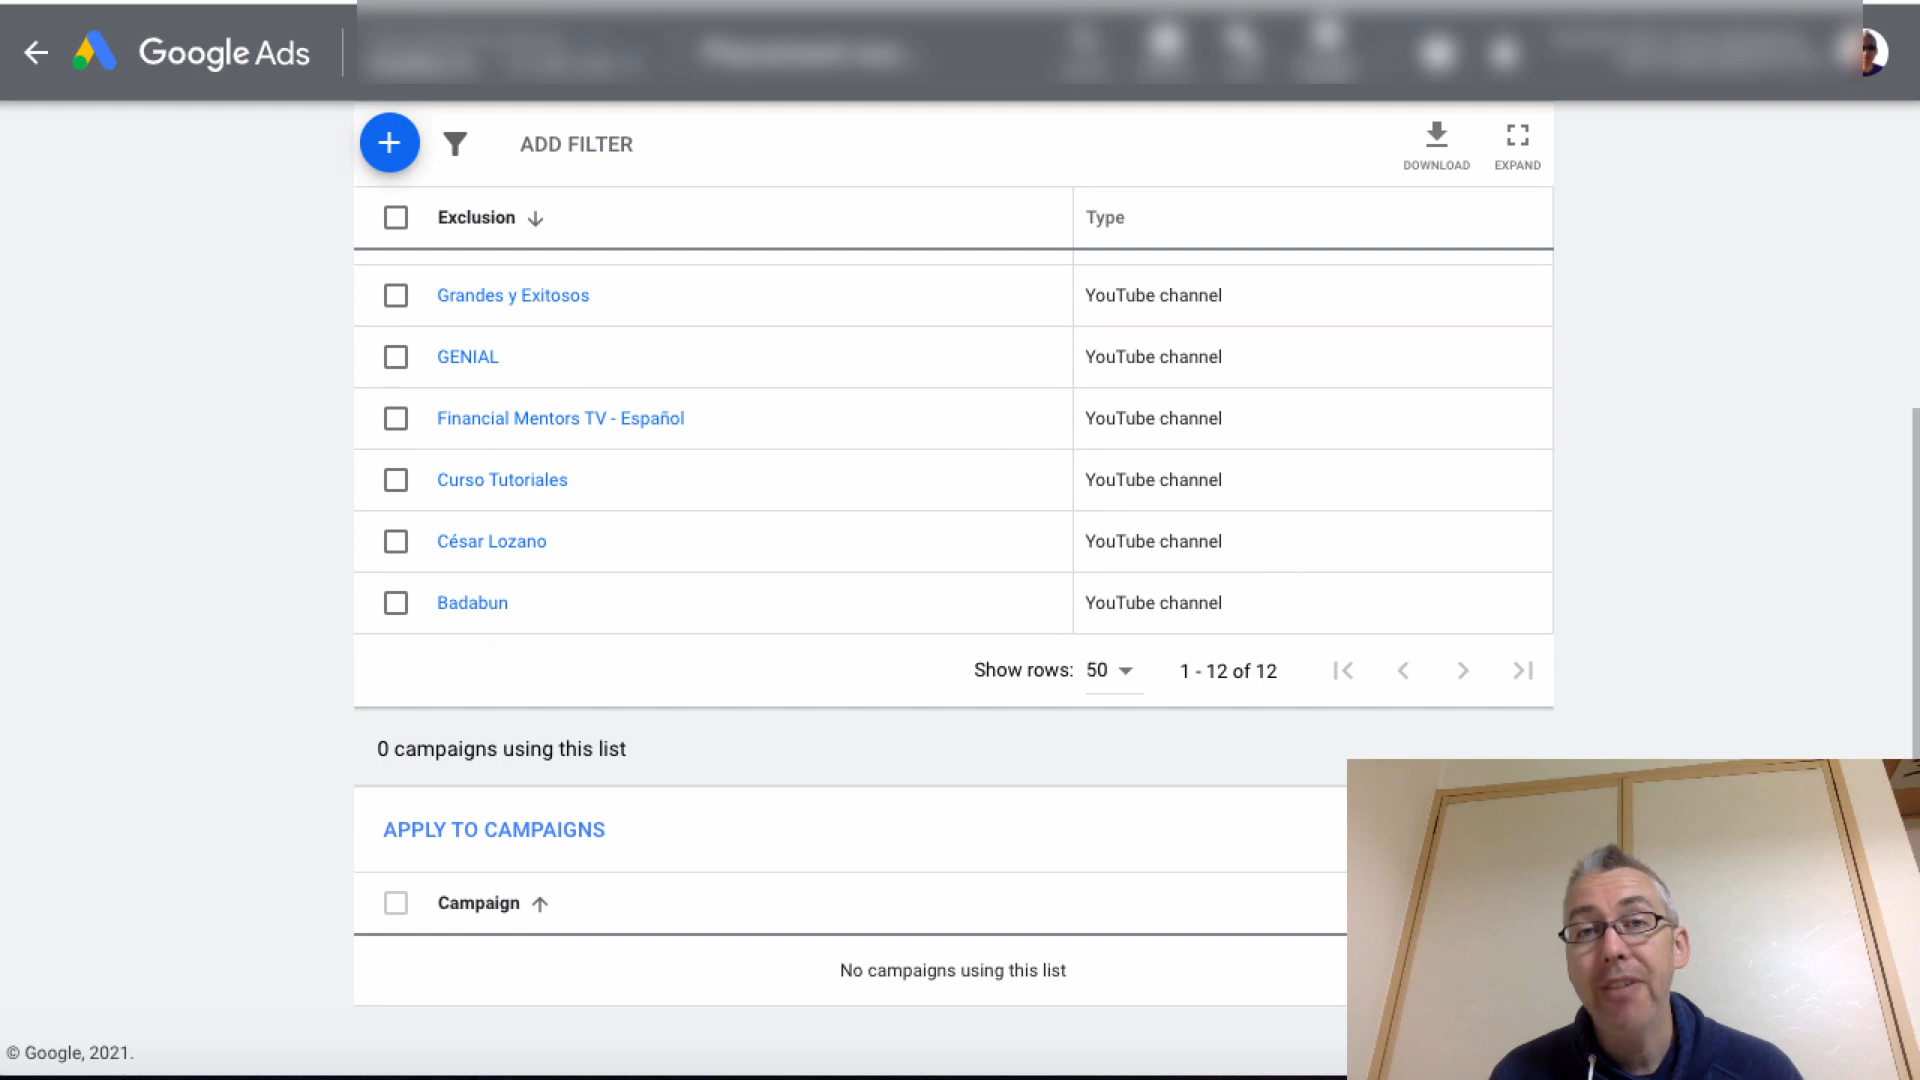 Google Ads
ADD FILTER
DOWNLOAD
EXPAND
Exclusion
Type
Grandes y Exitosos
YouTube channel
GENIAL
YouTube channel
Financial Mentors TV - Español
YouTube channel
Curso Tutoriales
YouTube channel
César Lozano
YouTube channel
Badabun
YouTube channel
Show rows: 50
1 - 12 of 12
0 campaigns using this list
APPLY TO CAMPAIGNS
Campaign
No campaigns using this list
© Google, 2021.